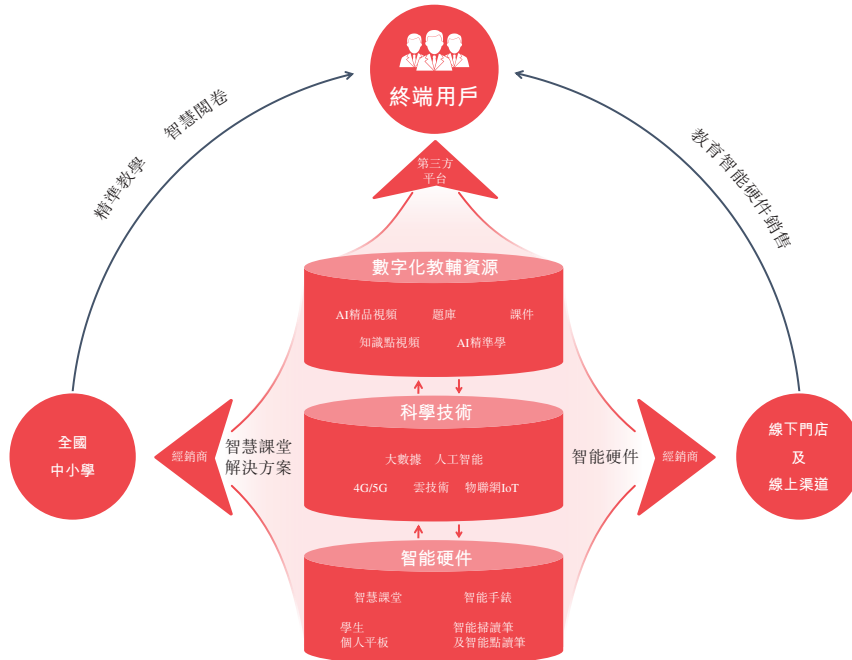 終端用戶
智慧閱卷
精準教學
教育智能硬件銷售
第三方
平台
數字化教輔資源
AI精品視頻 題庫 課件
知識點視頻 AI精準學
科學技術
大數據 人工智能
4G/5G 雲技術 物聯網IoT
全國
中小學
經銷商
智慧課堂
解決方案
智能硬件
經銷商
線下門店
及
線上渠道
智能硬件
智慧課堂 智能手錶
學生
個人平板
智能掃讀筆
及智能點讀筆